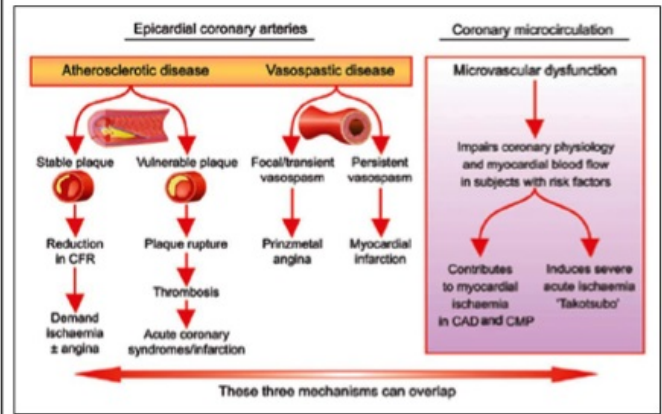 Epicardial coronary arteries
Coronary microcirculation
Atherosclerotic disease
Vasospastic disease
Microvascular dysfunction
Stable plaque
Vulnerable plaque
Focal/transient
vasospasm
Persistent
vasospasm
Impairs coronary physiology
and myocardial blood flow
in subjects with risk factors
Reduction
in CFR
Plaque rupture
Prinzmetal
angina
Myocardial
infarction
Thrombosis
Contributes
to myocardial
ischaemia
in CAD and CMP
Induces severe
acute ischaemia
'Takotsubo'
Demand
ischaemia
± angina
Acute coronary
syndromes/infarction
These three mechanisms can overlap